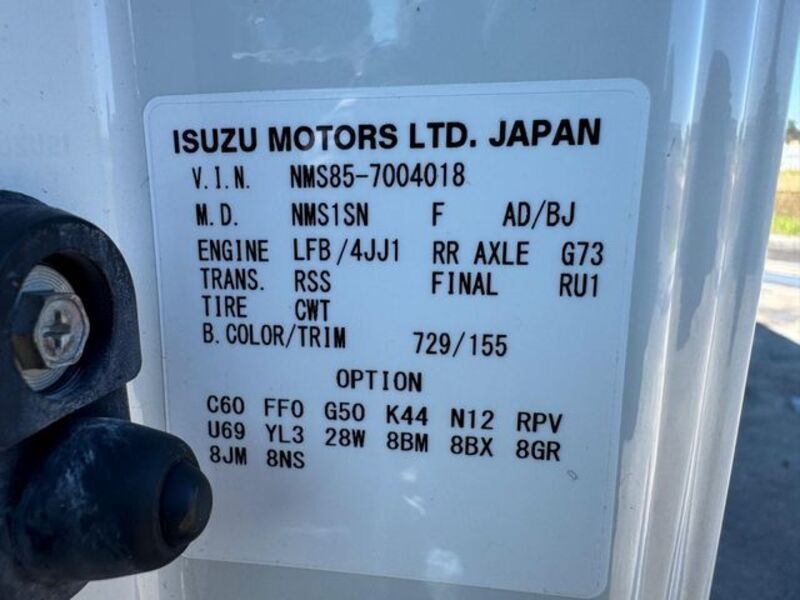 ISUZU MOTORS LTD. JAPAN
V.I.N. NMS85-7004018
M.D. NMS1SN F AD/BJ
ENGINE LFB/4JJ1 RR AXLE G73
TRANS. RSS FINAL RU1
TIRE CWT
B.COLOR/TRIM 729/155
OPTION
C60 FF0 G50 K44 N12 RPV
U69 YL3 28W 8BM 8BX 8GR
8JM 8NS